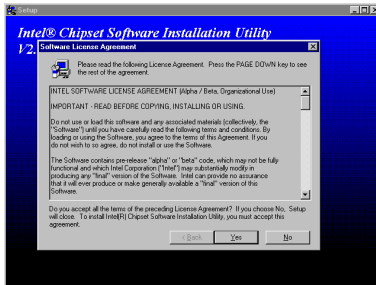 Setup
Intel® Chipset Software Installation Utility
V2.
Software License Agreement
Please read the following License Agreement. Press the PAGE DOWN key to see
the rest of the agreement.
INTEL SOFTWARE LICENSE AGREEMENT (Alpha / Beta, Organizational Use)
IMPORTANT - READ BEFORE COPYING, INSTALLING OR USING.
Do not use or load this software and any associated materials (collectively, the
"Software") until you have carefully read the following terms and conditions. By
loading or using the Software, you agree to the terms of this Agreement. If you
do not wish to so agree, do not install or use the Software.
The Software contains pre-release "alpha" or "beta" code, which may not be fully
functional and which Intel Corporation ("Intel") may substantially modify in
producing any "final" version of the Software. Intel can provide no assurance
that it will ever produce or make generally available a "final" version of this
Software.
Do you accept all the terms of the preceding License Agreement? If you choose No, Setup
will close. To install Intel(R) Chipset Software Installation Utility, you must accept this
agreement.
< Back Yes No